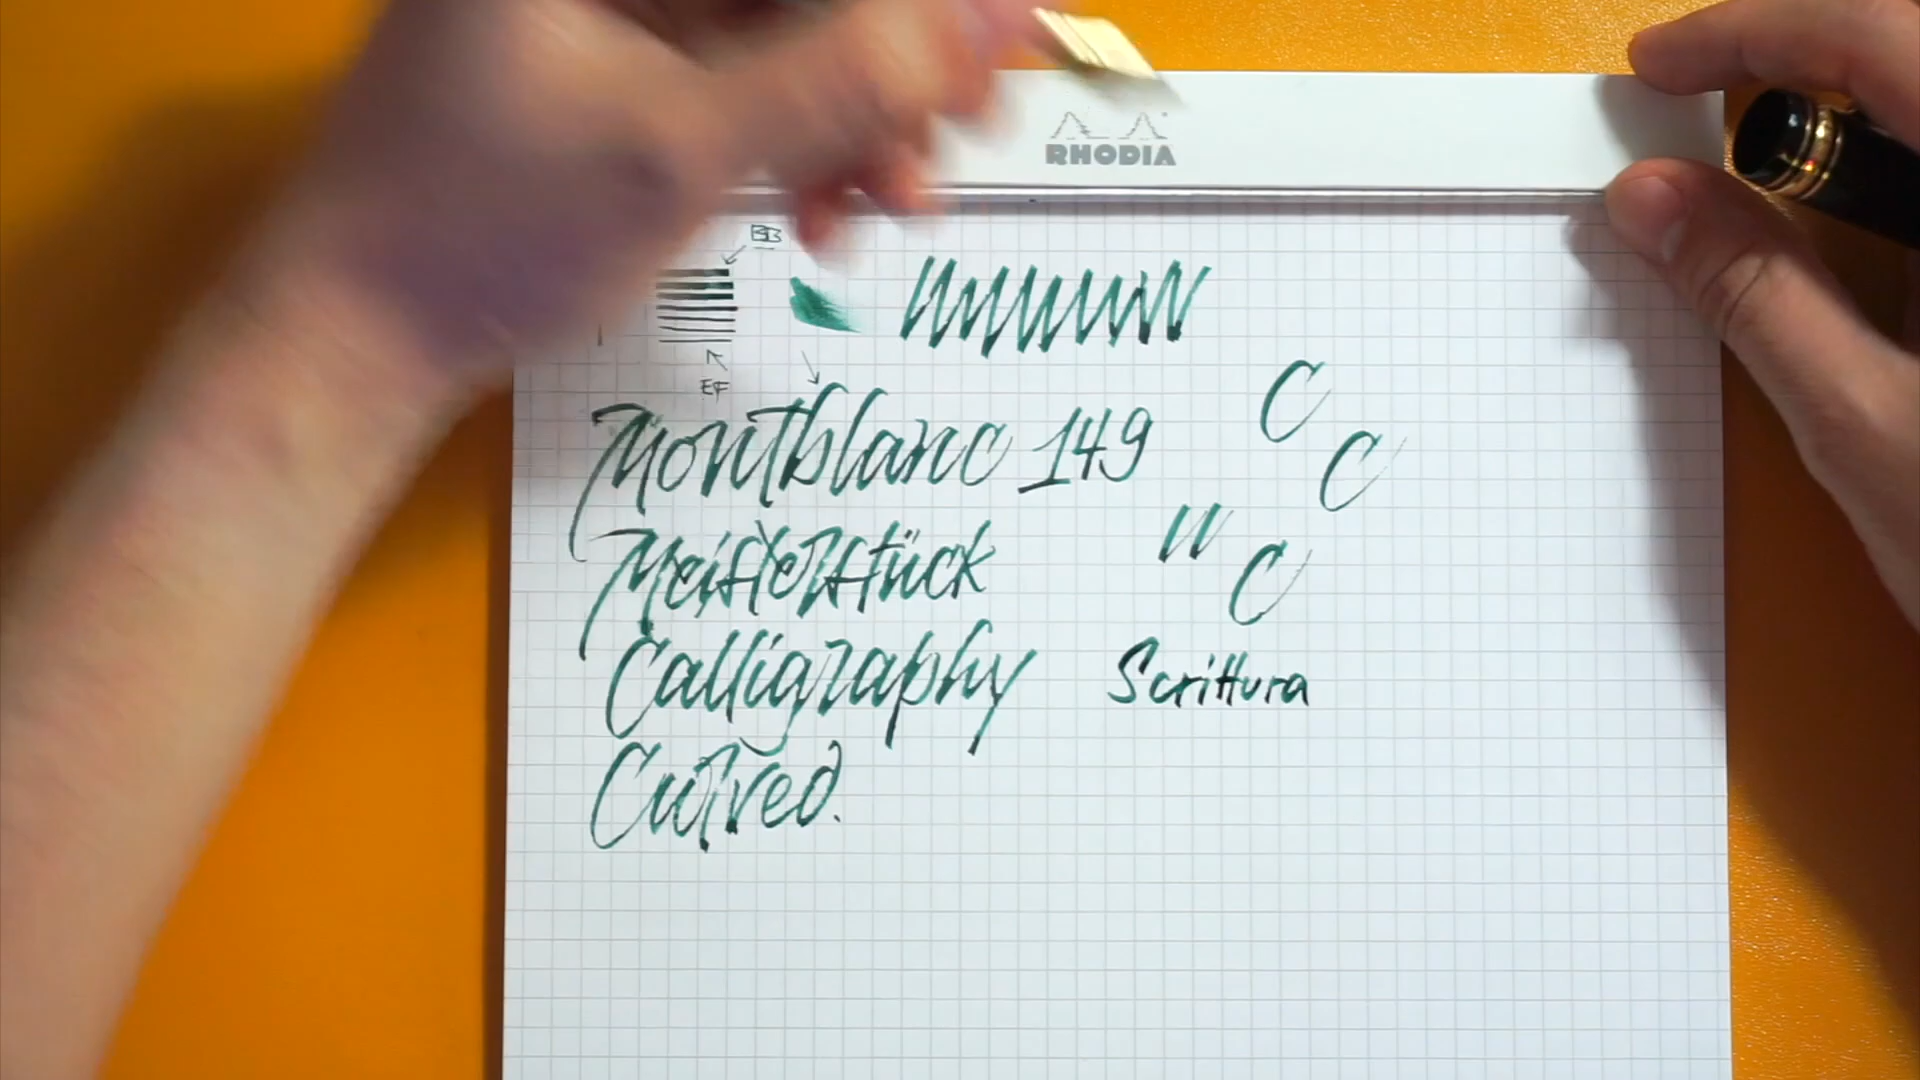 RHODIA
BB
EF
Montblanc 149
Meisterstück
Calligraphy
Scrittura
Curved.
C
C
C